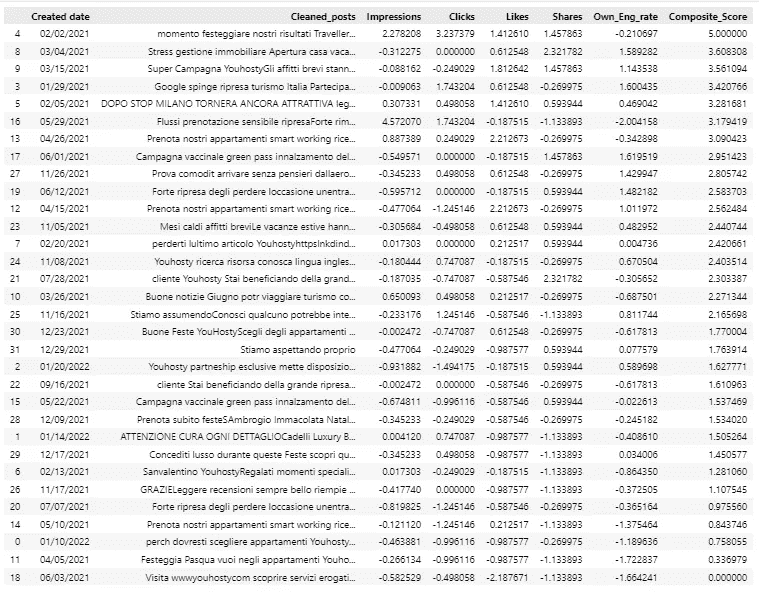 Created date Cleaned_posts Impressions Clicks Likes Shares Own_Eng_rate Composite_Score
4 02/02/2021 momento festeggiare nostri risultati Traveller... 2.278208 3.237379 1.412610 1.457863 -0.210697 5.000000
8 03/04/2021 Stress gestione immobiliare Apertura casa vaca... -0.312275 0.000000 0.612548 2.321782 1.589282 3.608308
9 03/15/2021 Super Campagna YouhostyGli affitti brevi stann... -0.088162 -0.249029 1.812642 1.457863 1.143538 3.561094
3 01/29/2021 Google spinge ripresa turismo Italia Partecipa... -0.009063 1.743204 0.612548 -0.269975 1.600435 3.420766
5 02/05/2021 DOPO STOP MILANO TORNERA ANCORA ATTRATTIVA leg... 0.307331 0.498058 1.412610 0.593944 0.469042 3.281681
16 05/29/2021 Flussi prenotazione sensibile ripresaForte rim... 4.572070 1.743204 -0.187515 -1.133893 -2.004158 3.179419
13 04/26/2021 Prenota nostri appartamenti smart working rice... 0.887389 0.249029 2.212673 -0.269975 -0.342898 3.090423
17 06/01/2021 Campagna vaccinale green pass innalzamento del... -0.549571 0.000000 -0.187515 1.457863 1.619519 2.951423
27 11/26/2021 Prova comodit arrivare senza pensieri dallaero... -0.345233 0.498058 0.612548 -0.269975 1.429947 2.805742
19 06/12/2021 Forte ripresa degli perdere loccasione unentra... -0.595712 0.000000 -0.187515 0.593944 1.482182 2.583703
12 04/15/2021 Prenota nostri appartamenti smart working rice... -0.477064 -1.245146 2.212673 -0.269975 1.011972 2.562484
23 11/05/2021 Mesi caldi affitti breviLe vacanze estive hann... -0.305684 -0.498058 0.612548 0.593944 0.482952 2.440744
7 02/20/2021 perderti lultimo articolo Youhostyhttpslnkdind... 0.017303 0.000000 0.212517 0.593944 0.004736 2.420661
24 11/08/2021 Youhosty ricerca risorsa conosca lingua ingles... -0.180444 0.747087 -0.187515 -0.269975 0.670504 2.403514
21 07/28/2021 cliente Youhosty Stai beneficiando della grand... -0.187035 -0.747087 -0.587546 2.321782 -0.305652 2.303387
10 03/26/2021 Buone notizie Giugno potr viaggiare turismo co... 0.650093 0.498058 0.212517 -0.269975 -0.687501 2.271344
25 11/16/2021 Stiamo assumendoConosci qualcuno potrebbe inte... -0.233176 1.245146 -0.587546 -1.133893 0.811744 2.165698
30 12/23/2021 Buone Feste YouHostyScegli degli appartamenti ... -0.002472 -0.747087 0.612548 -0.269975 -0.617813 1.770004
31 12/29/2021 Stiamo aspettando proprio -0.477064 -0.249029 -0.987577 0.593944 0.077579 1.763914
2 01/20/2022 Youhosty partneship esclusive mette disposizio... -0.931882 -1.494175 -0.187515 0.593944 0.589698 1.627771
22 09/16/2021 cliente Stai beneficiando della grande ripresa... -0.002472 0.000000 -0.587546 -0.269975 -0.617813 1.610963
15 05/22/2021 Campagna vaccinale green pass innalzamento del... -0.674811 -0.996116 -0.587546 0.593944 -0.022613 1.537469
28 12/09/2021 Prenota subito festeSAmbrogio Immacolata Natal... -0.345233 -0.249029 -0.587546 -0.269975 -0.245182 1.534020
1 01/14/2022 ATTENZIONE CURA OGNI DETTAGLIOCadelli Luxury B... 0.004120 0.747087 -0.987577 -1.133893 -0.408610 1.505264
29 12/17/2021 Concediti lusso durante queste Feste scopri qu... -0.345233 0.498058 -0.987577 -1.133893 0.034006 1.450577
6 02/13/2021 Sanvalentino YouhostyRegalati momenti speciali... 0.017303 -0.249029 -0.187515 -1.133893 -0.864350 1.281060
26 11/17/2021 GRAZIELeggere recensioni sempre bello riempie ... -0.417740 0.000000 -0.987577 -1.133893 -0.372505 1.107545
20 07/07/2021 Forte ripresa degli perdere loccasione unentra... -0.819825 -1.245146 -0.587546 -0.269975 -0.365164 0.975560
14 05/10/2021 Prenota nostri appartamenti smart working rice... -0.121120 -1.245146 0.212517 -1.133893 -1.375464 0.843746
0 01/10/2022 perch dovresti scegliere appartamenti Youhosty... -0.463881 -0.996116 -0.987577 -1.133893 -1.189636 0.758055
11 04/05/2021 Festeggia Pasqua vuoi negli appartamenti Youho... -0.266134 -0.996116 -0.987577 -1.133893 -1.722837 0.336979
18 06/03/2021 Visita wwwyouhostycom scoprire servizi erogati... -0.582529 -0.498058 -2.187671 -1.133893 -1.664241 0.000000